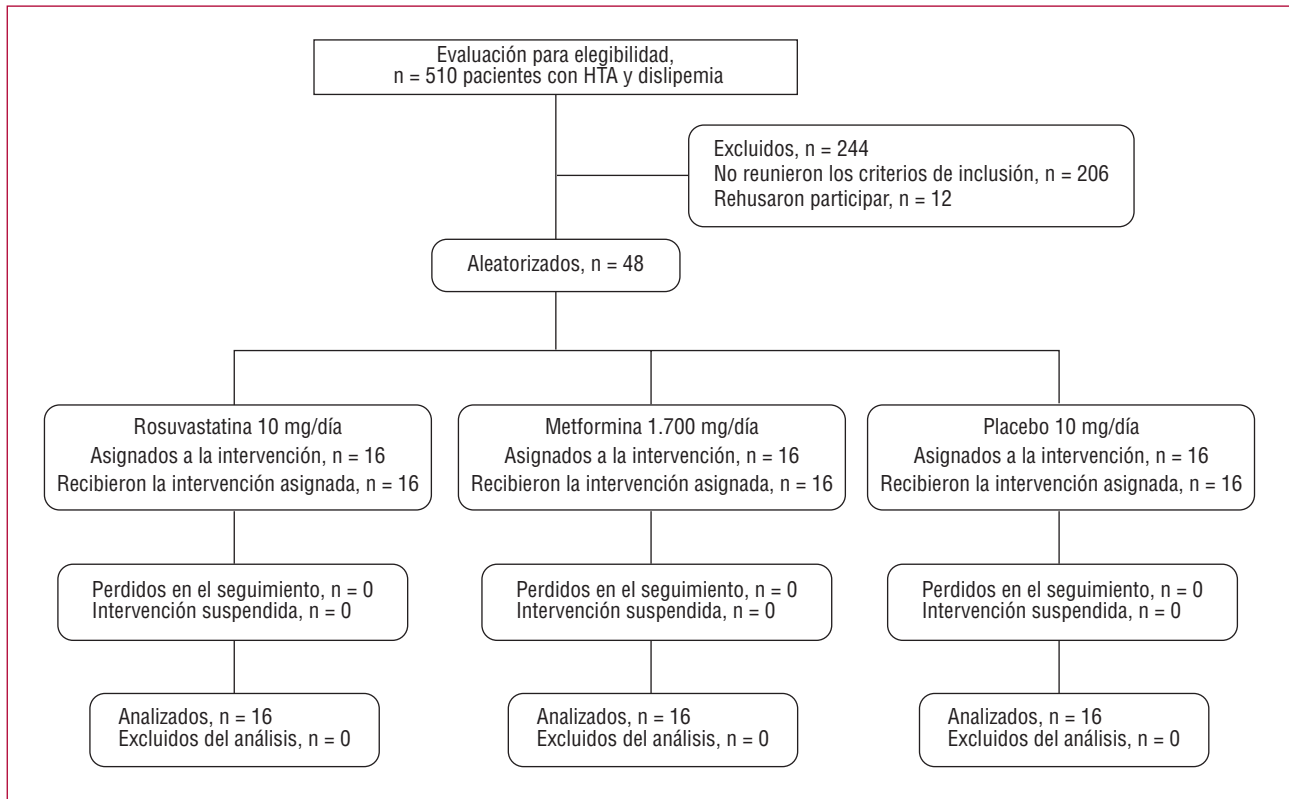 Evaluación para elegibilidad,
n = 510 pacientes con HTA y dislipemia
Excluidos, n = 244
No reunieron los criterios de inclusión, n = 206
Rehusaron participar, n = 12
Aleatorizados, n = 48
Rosuvastatina 10 mg/día
Asignados a la intervención, n = 16
Recibieron la intervención asignada, n = 16
Metformina 1.700 mg/día
Asignados a la intervención, n = 16
Recibieron la intervención asignada, n = 16
Placebo 10 mg/día
Asignados a la intervención, n = 16
Recibieron la intervención asignada, n = 16
Perdidos en el seguimiento, n = 0
Intervención suspendida, n = 0
Perdidos en el seguimiento, n = 0
Intervención suspendida, n = 0
Perdidos en el seguimiento, n = 0
Intervención suspendida, n = 0
Analizados, n = 16
Excluidos del análisis, n = 0
Analizados, n = 16
Excluidos del análisis, n = 0
Analizados, n = 16
Excluidos del análisis, n = 0